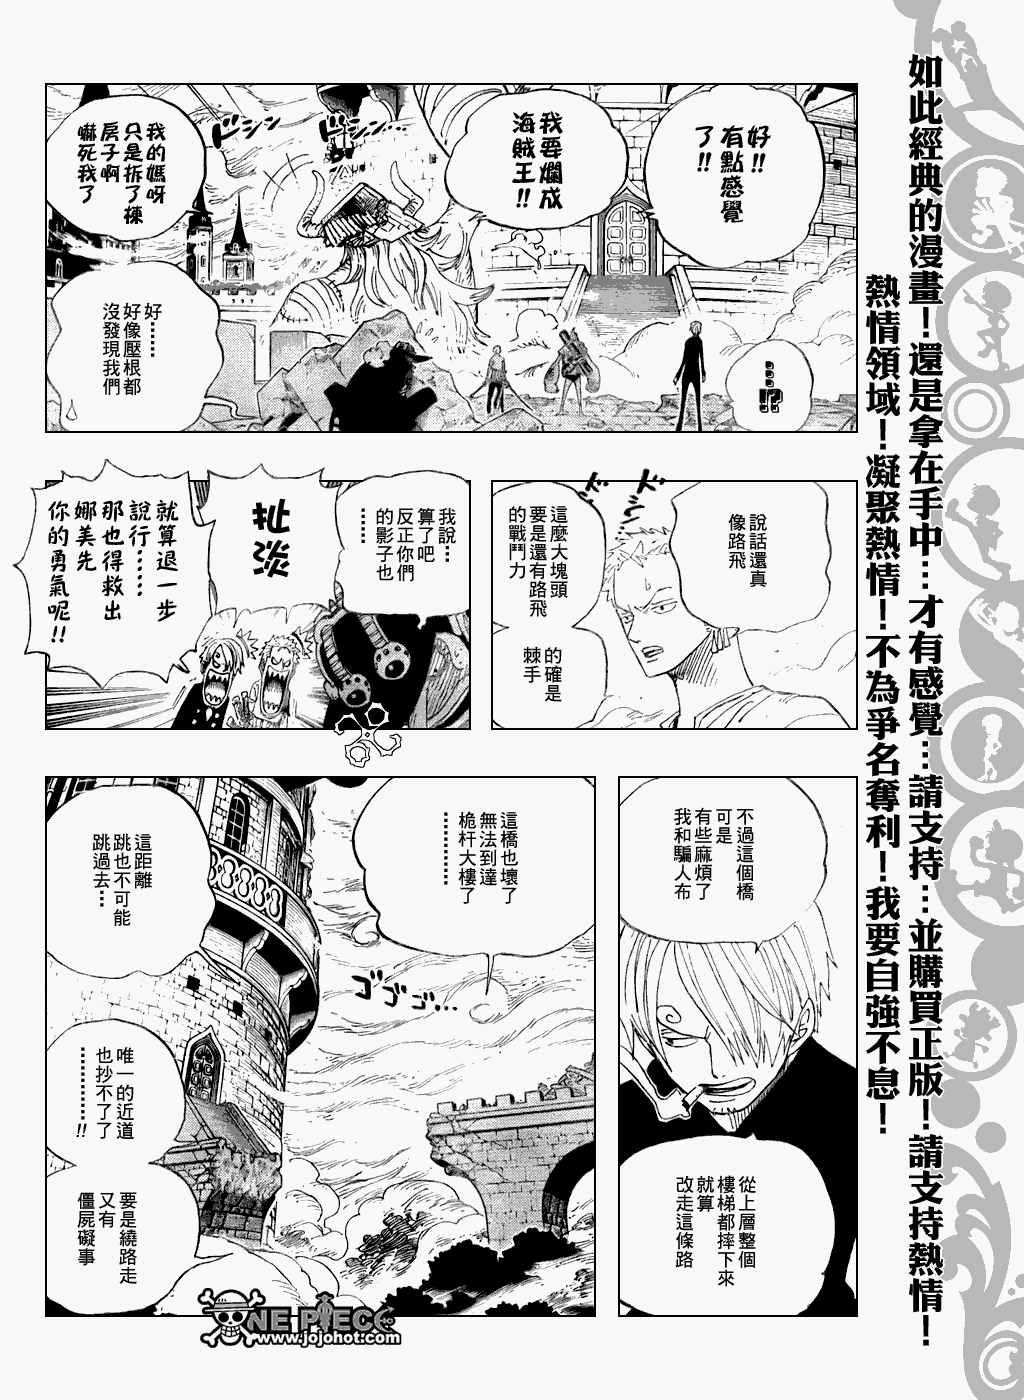 如此經典的漫畫！還是拿在手中…才有感覺…請支持…並購買正版！請支持熱情！
熱情領域！凝聚熱情！不為爭名奪利！我要自強不息！
好!!
有點感覺
了!!
我要爛成
海賊王!!
ドシン
ドシン
我的媽呀
只是拆了棟
房子啊
嚇死我了
好……
好像壓根都
沒發現我們
…!?
說話還真
像路飛
這麼大塊頭
要是還有路飛
的戰鬥力
的確是
棘手
我說…
算了吧
反正你們
的影子也
……
扯淡
就算退一步
說行……
那也得救出
娜美先
你的勇氣呢!!
不過這個橋
可是
有些麻煩了
我和騙人布
從上層整個
樓梯都摔下來
就算
改走這條路
這橋也壞了
無法到達
桅杆大樓了
………
ゴゴゴ…
這距離
跳也不可能
跳過去…
唯一的近道
也抄不了了
………!!
要是繞路走
又有
僵屍礙事
ONE PIECE
www.jojohot.com